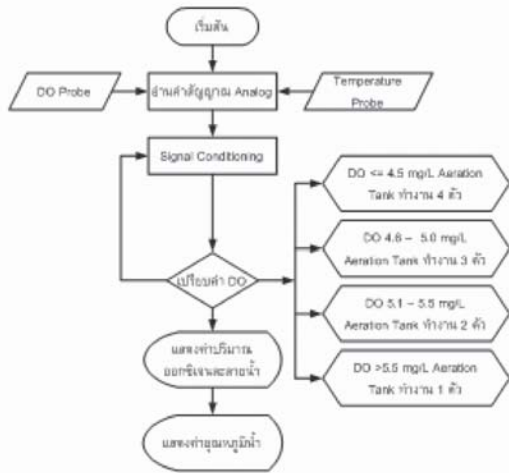 เริ่มต้น
DO Probe
อ่านค่าสัญญาณ Analog
Temperature
Probe
Signal Conditioning
เปรียบค่า DO
DO <= 4.5 mg/L Aeration
Tank ทำงาน 4 ตัว
DO 4.6 – 5.0 mg/L
Aeration Tank ทำงาน 3 ตัว
DO 5.1 – 5.5 mg/L
Aeration Tank ทำงาน 2 ตัว
DO >5.5 mg/L Aeration
Tank ทำงาน 1 ตัว
แสดงค่าปริมาณ
ออกซิเจนละลายน้ำ
แสดงค่าอุณหภูมิน้ำ